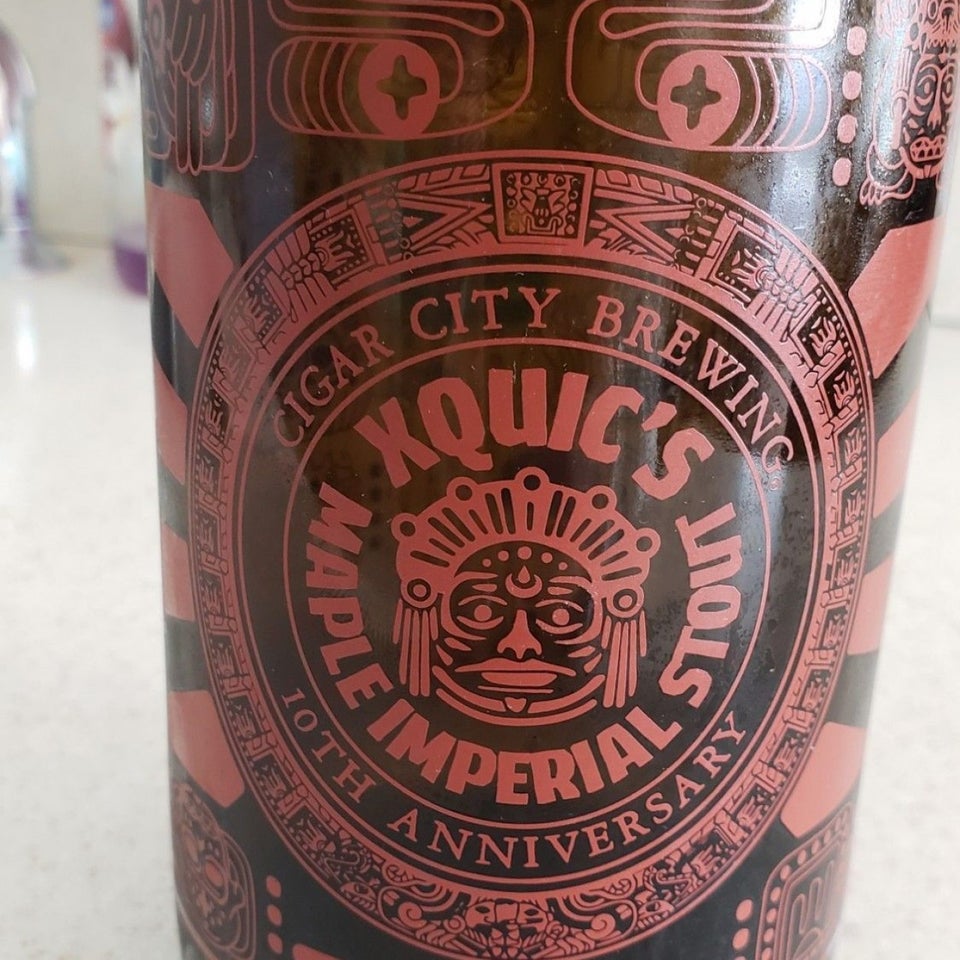 CIGAR CITY BREWING®
XQUIC'S
MAPLE IMPERIAL STOUT
10TH ANNIVERSARY